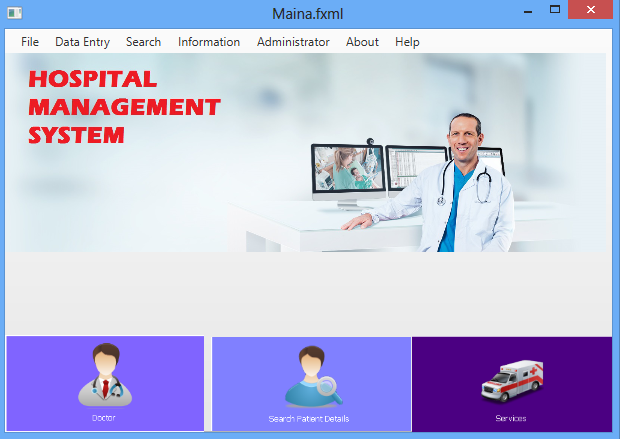 Maina.fxml
File Data Entry Search Information Administrator About Help
HOSPITAL
MANAGEMENT
SYSTEM
Doctor Search Patient Details Services